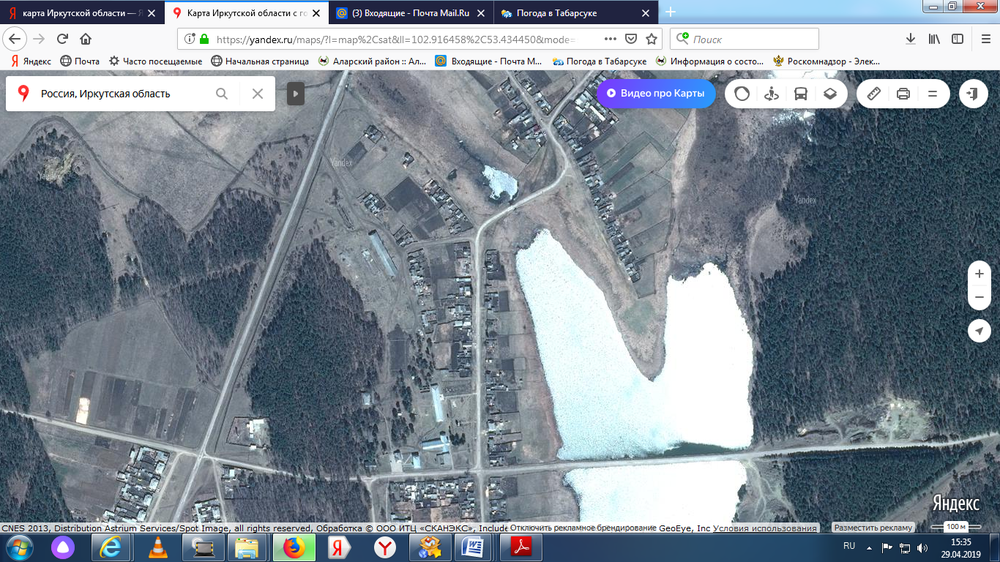 карта Иркутской области — Я
Карта Иркутской области с го
(3) Входящие - Почта Mail.Ru
Погода в Табарсуке
https://yandex.ru/maps/?l=map%2Csat&ll=102.916458%2C53.434450&mode=
Поиск
Яндекс
Почта
Часто посещаемые
Начальная страница
Аларский район :: Ал...
Входящие - Почта М...
Погода в Табарсуке
Информация о состо...
Роскомнадзор - Элек...
Россия, Иркутская область
Видео про Карты
Yandex
Yandex
Yandex
Яндекс
CNES 2013, Distribution Astrium Services/Spot Image, all rights reserved, Обработка © ООО ИТЦ «СКАНЭКС», Include
Отключить рекламное брендирование
GeoEye, Inc Условия использования
Разместить рекламу
100 м
RU
15:35
29.04.2019